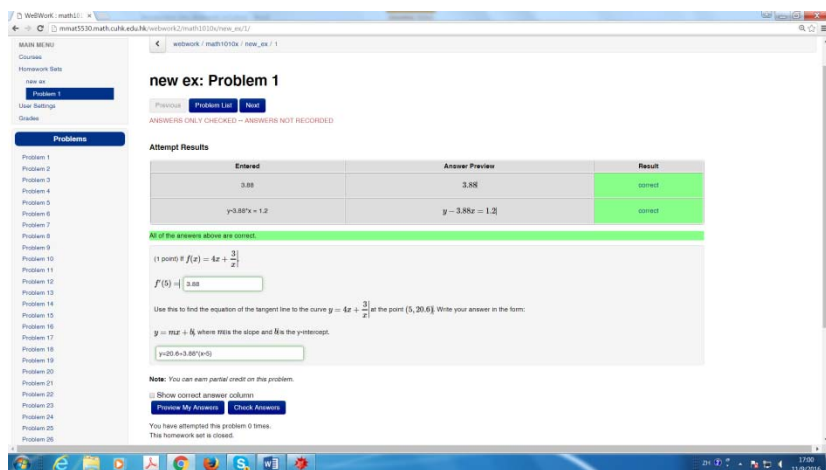 WeBWorK : math101
mmat5530.math.cuhk.edu.hk/webwork2/math1010x/new_ex/1/
MAIN MENU
Courses
Homework Sets
new ex
Problem 1
User Settings
Grades
Problems
Problem 1
Problem 2
Problem 3
Problem 4
Problem 5
Problem 6
Problem 7
Problem 8
Problem 9
Problem 10
Problem 11
Problem 12
Problem 13
Problem 14
Problem 15
Problem 16
Problem 17
Problem 18
Problem 19
Problem 20
Problem 21
Problem 22
Problem 23
Problem 24
Problem 25
Problem 26
webwork / math1010x / new_ex / 1
new ex: Problem 1
Previous Problem List Next
ANSWERS ONLY CHECKED -- ANSWERS NOT RECORDED
Attempt Results
Entered Answer Preview Result
3.88 3.88 correct
y-3.88*x = 1.2 y − 3.88x = 1.2 correct
All of the answers above are correct.
(1 point) If f(x) = 4x + 3/x,
f'(5) = 3.88
Use this to find the equation of the tangent line to the curve y = 4x + 3/x at the point (5, 20.6). Write your answer in the form:
y = mx + b, where m is the slope and b is the y-intercept.
y=20.6+3.88*(x-5)
Note: You can earn partial credit on this problem.
Show correct answer column
Preview My Answers Check Answers
You have attempted this problem 0 times.
This homework set is closed.
ZH
17:00